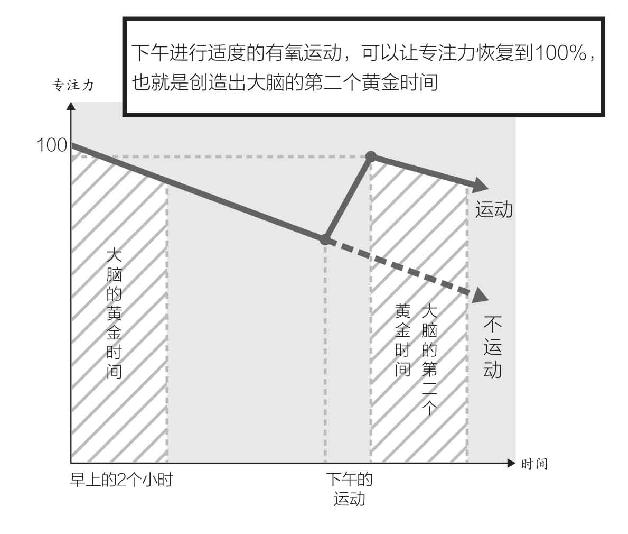 下午进行适度的有氧运动，可以让专注力恢复到100%，
也就是创造出大脑的第二个黄金时间
专注力
100
运动
大脑的黄金时间
大脑的第二个
黄金时间
不运动
时间
早上的2个小时
下午的
运动